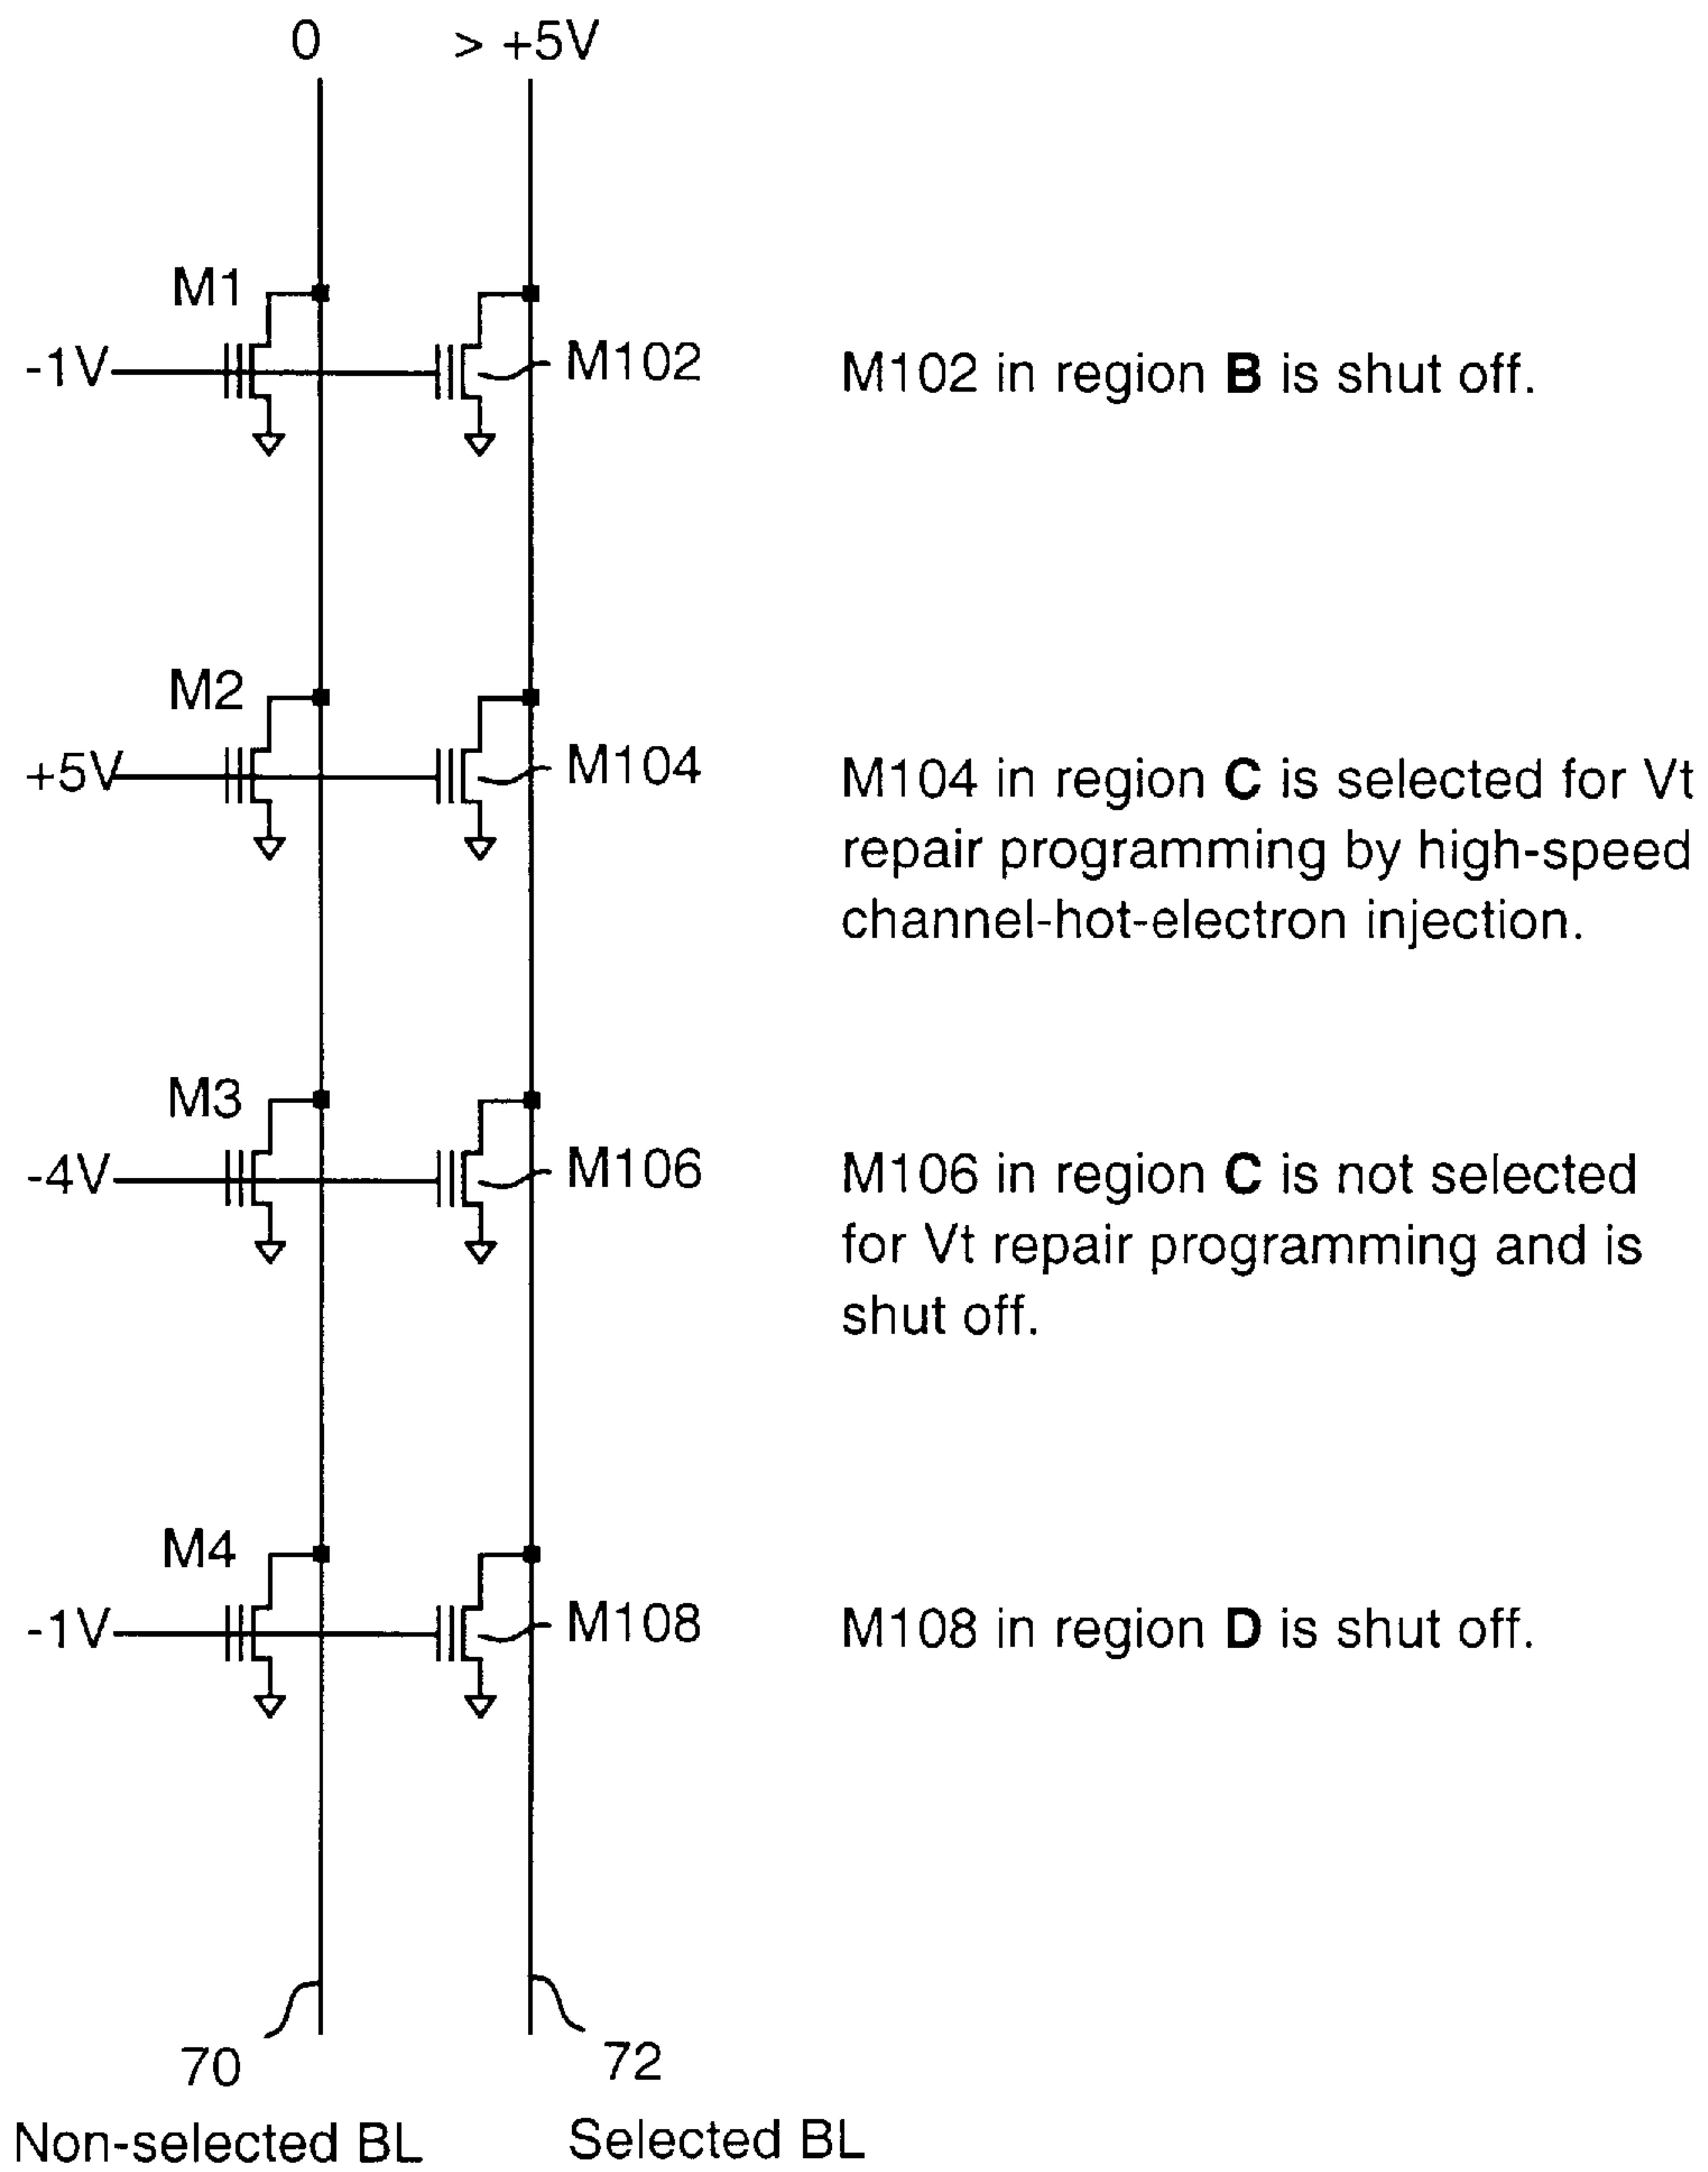 0
> +5V
M1
-1V
M102
M102 in region B is shut off.
M2
+5V
M104
M104 in region C is selected for Vt
repair programming by high-speed
channel-hot-electron injection.
M3
-4V
M106
M106 in region C is not selected
for Vt repair programming and is
shut off.
M4
-1V
M108
M108 in region D is shut off.
70
72
Non-selected BL
Selected BL